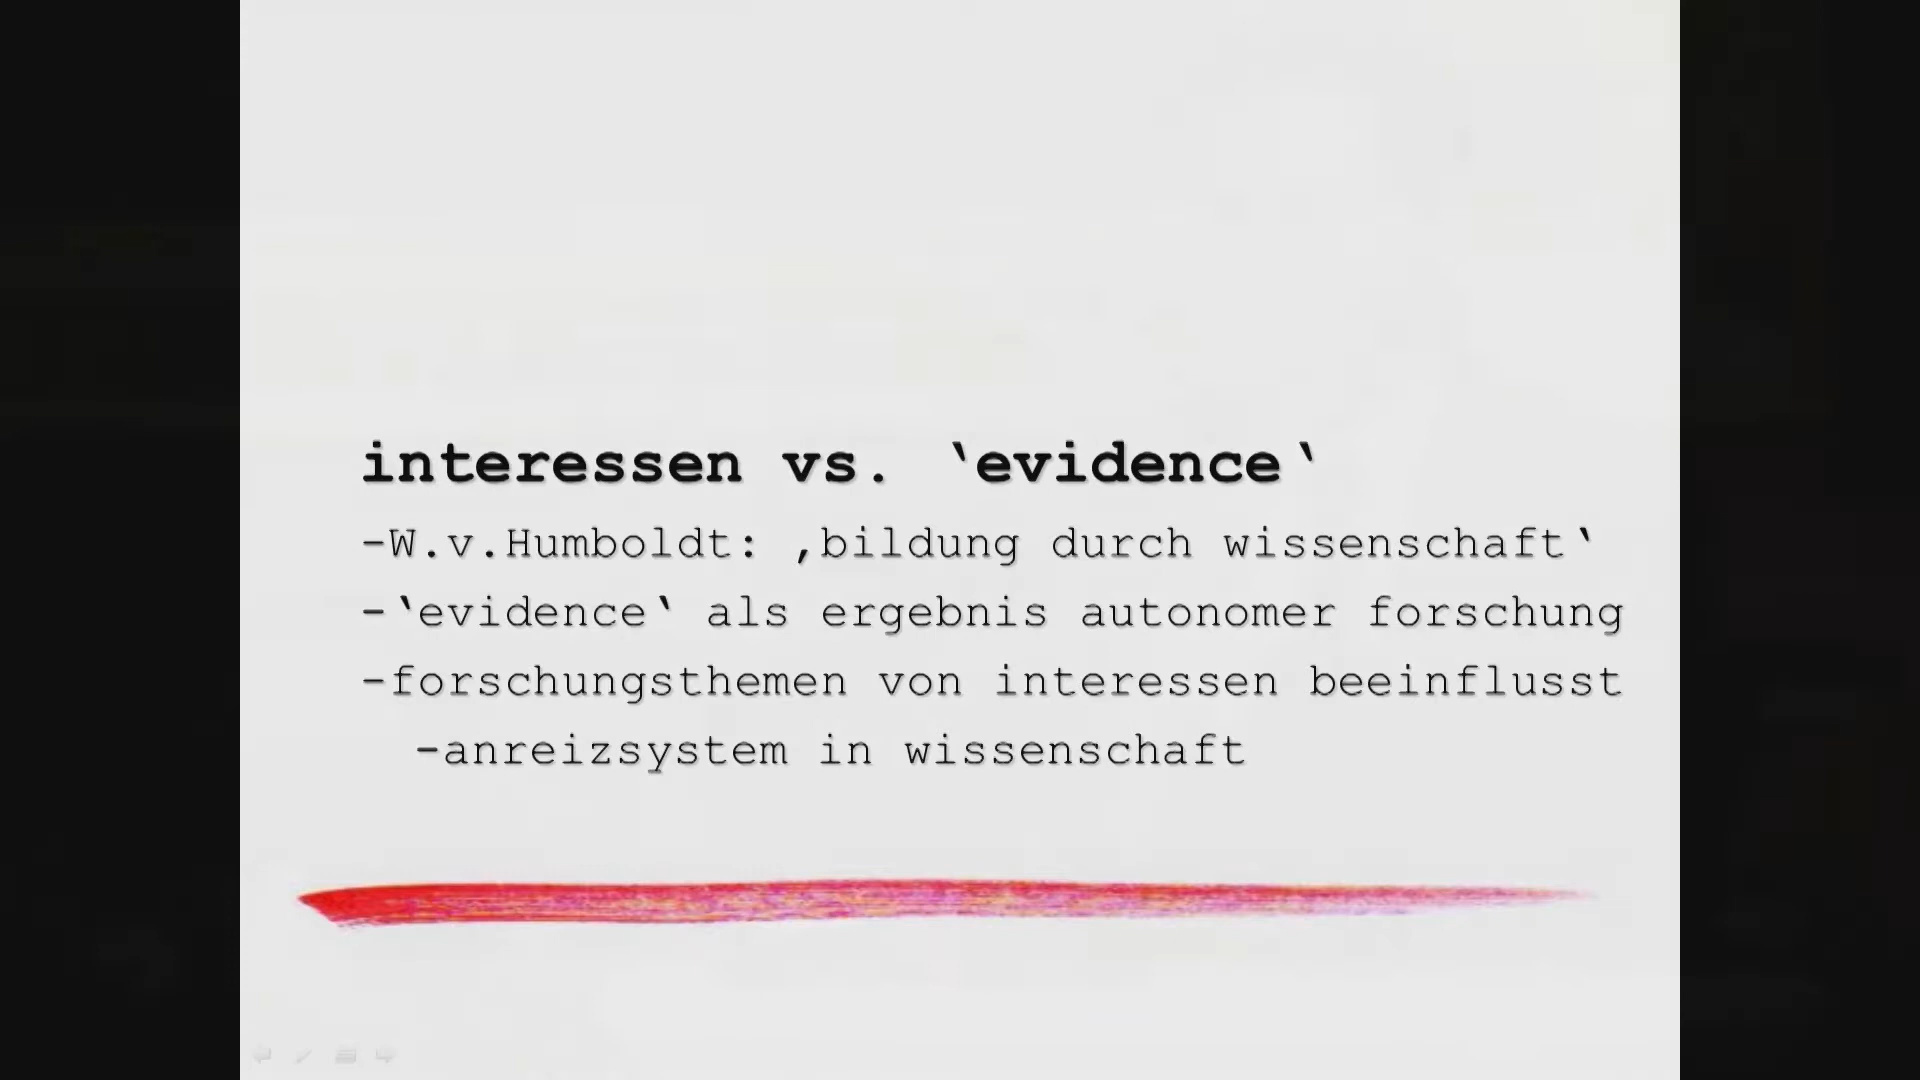 interessen vs. ‛evidence‛
-W.v.Humboldt: ‚bildung durch wissenschaft‛
-‛evidence‛ als ergebnis autonomer forschung
-forschungsthemen von interessen beeinflusst
-anreizsystem in wissenschaft